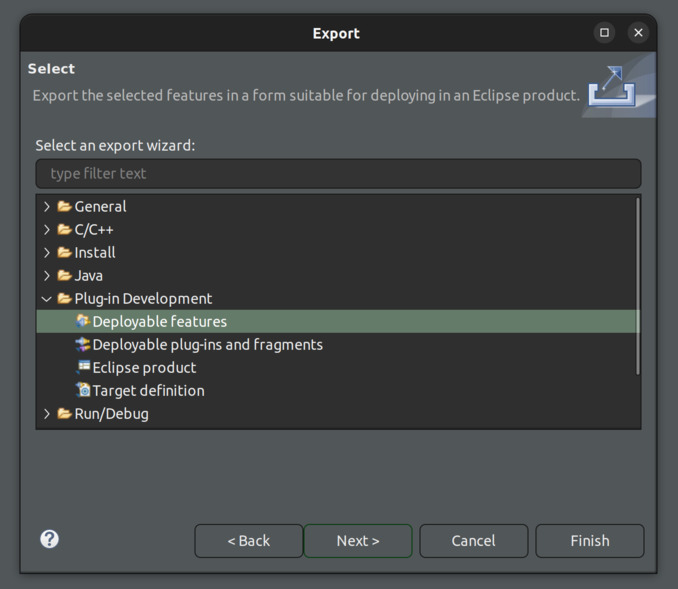 Export
Select
Export the selected features in a form suitable for deploying in an Eclipse product.
Select an export wizard:
type filter text
General
C/C++
Install
Java
Plug-in Development
Deployable features
Deployable plug-ins and fragments
Eclipse product
Target definition
Run/Debug
? < Back Next > Cancel Finish